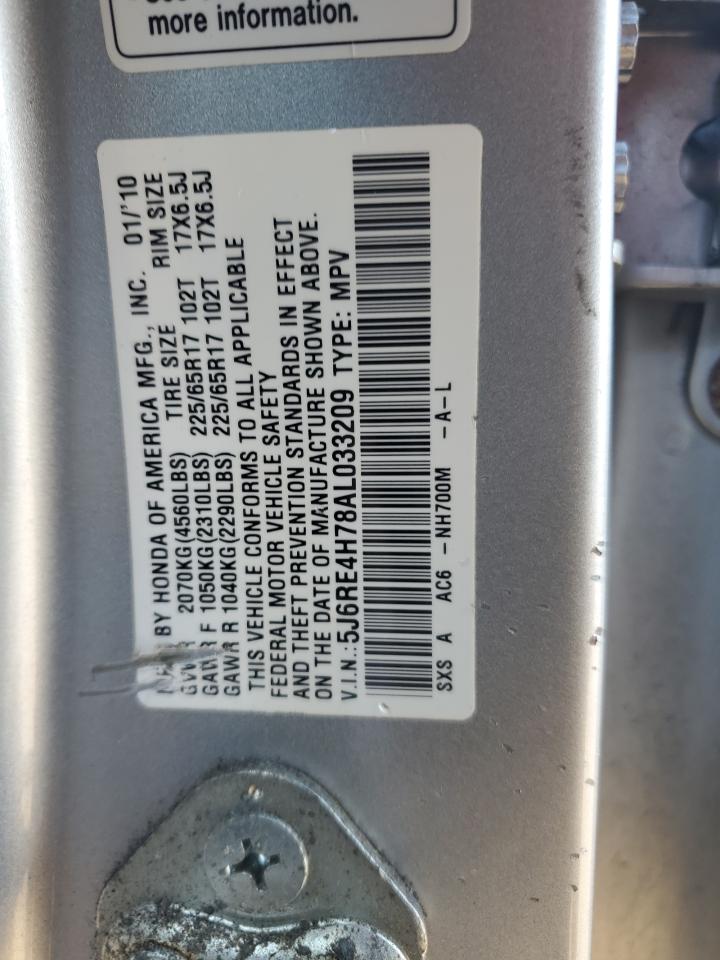 more information.
BY HONDA OF AMERICA MFG., INC. 01/'10
GVWR 2070KG(4560LBS) TIRE SIZE RIM SIZE
GAWR F 1050KG(2310LBS) 225/65R17 102T 17X6.5J
GAWR R 1040KG(2290LBS) 225/65R17 102T 17X6.5J
THIS VEHICLE CONFORMS TO ALL APPLICABLE
FEDERAL MOTOR VEHICLE SAFETY
AND THEFT PREVENTION STANDARDS IN EFFECT
ON THE DATE OF MANUFACTURE SHOWN ABOVE.
V.I.N.:5J6RE4H78AL033209 TYPE: MPV
SXS A AC6 -NH700M -A-L